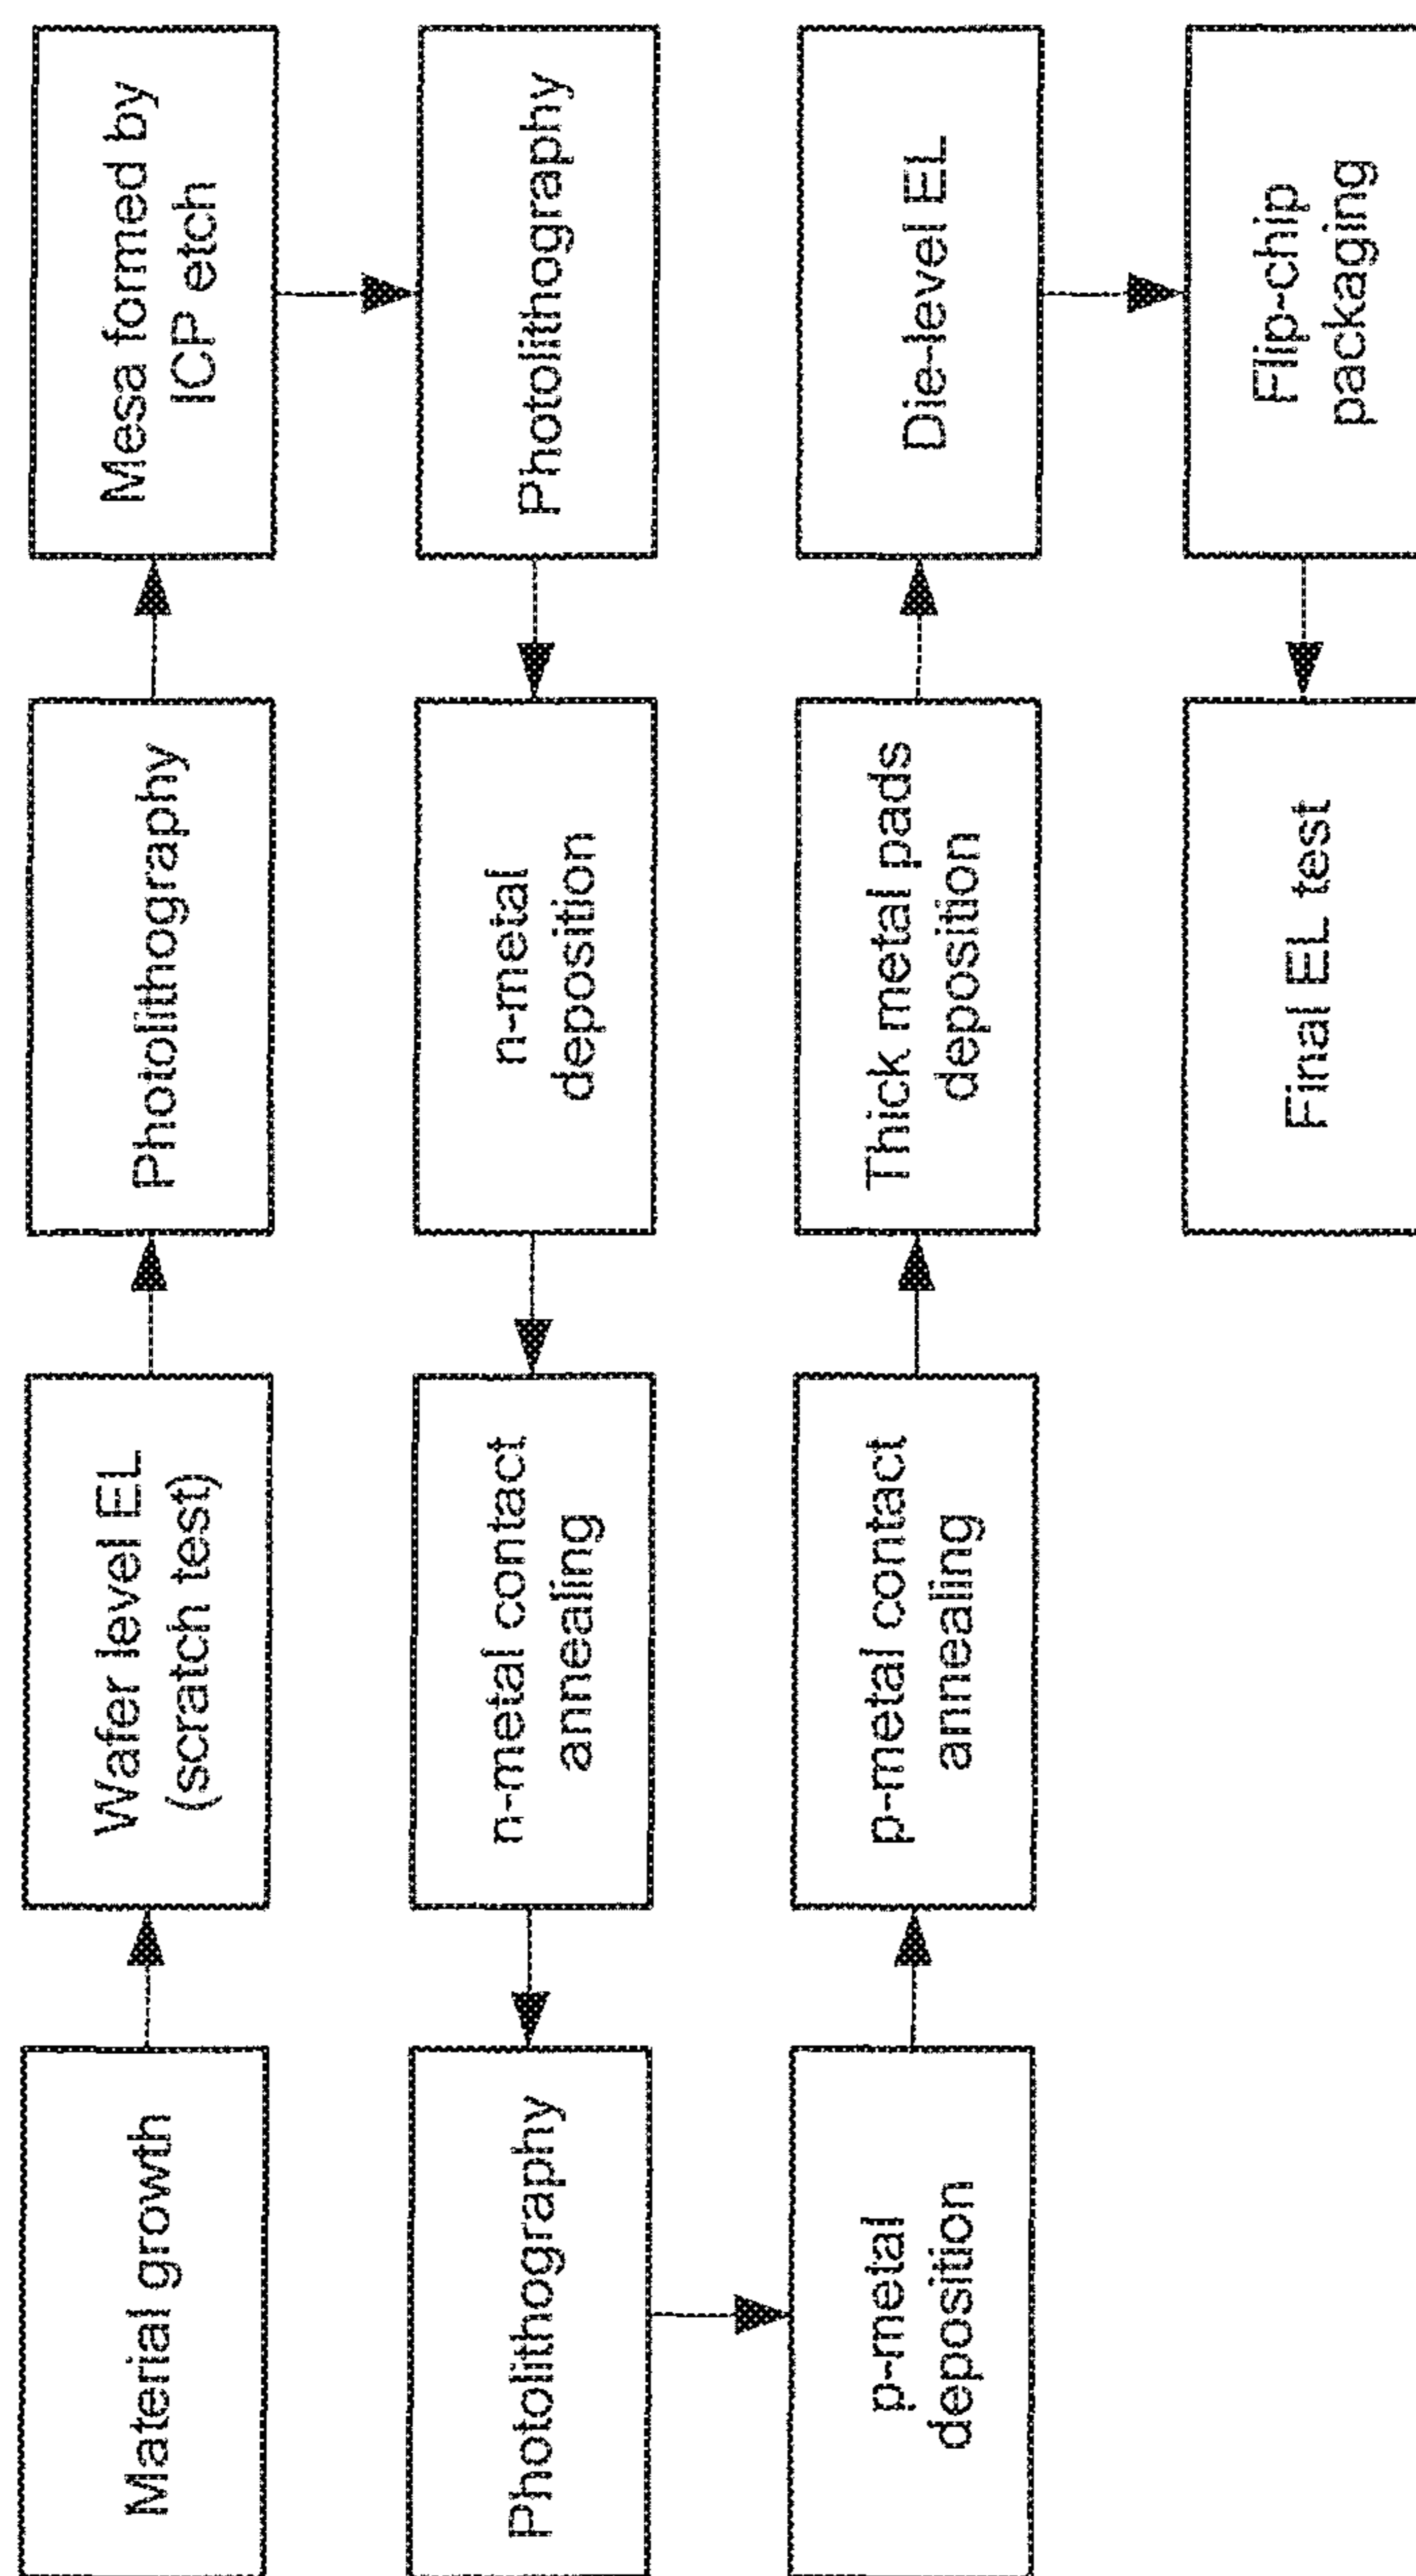 Material growth
Wafer level EL
(scratch test)
Photolithography
Mesa formed by
ICP etch
Photolithography
n-metal
deposition
n-metal contact
annealing
Photolithography
p-metal
deposition
p-metal contact
annealing
Thick metal pads
deposition
Die-level EL
Flip-chip
packaging
Final EL test